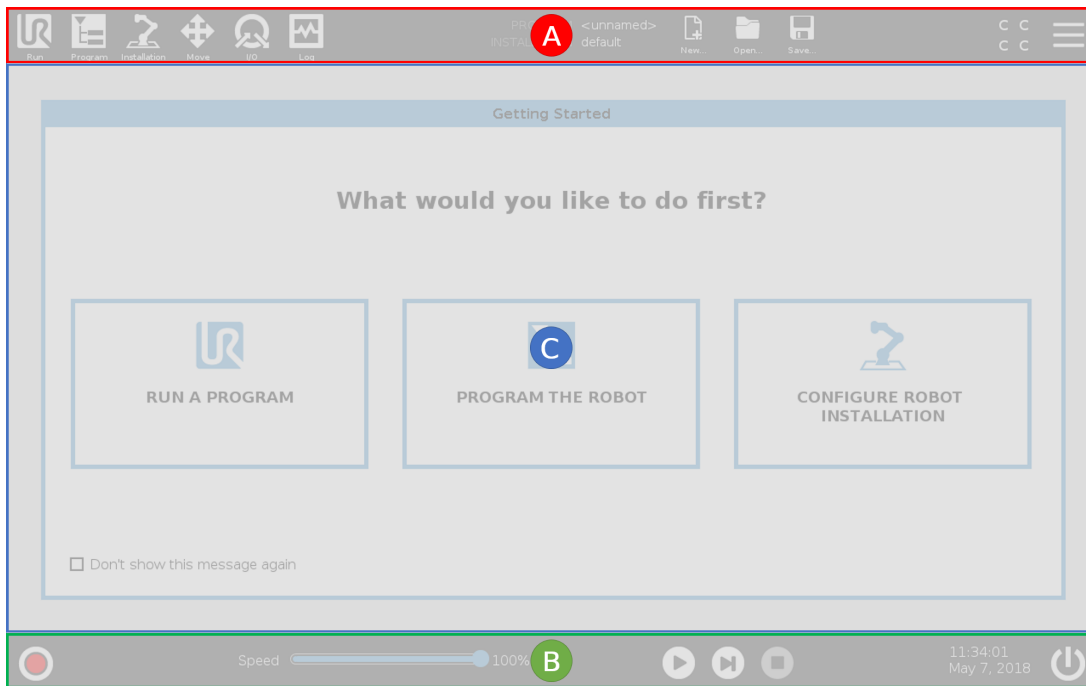 PR <unnamed>
INSTAL default
A
Run Program Installation Move I/O Log
New... Open... Save...
C C
C C
Getting Started
What would you like to do first?
C
RUN A PROGRAM
PROGRAM THE ROBOT
CONFIGURE ROBOT
INSTALLATION
Don't show this message again
Speed 100%
B
11:34:01
May 7, 2018